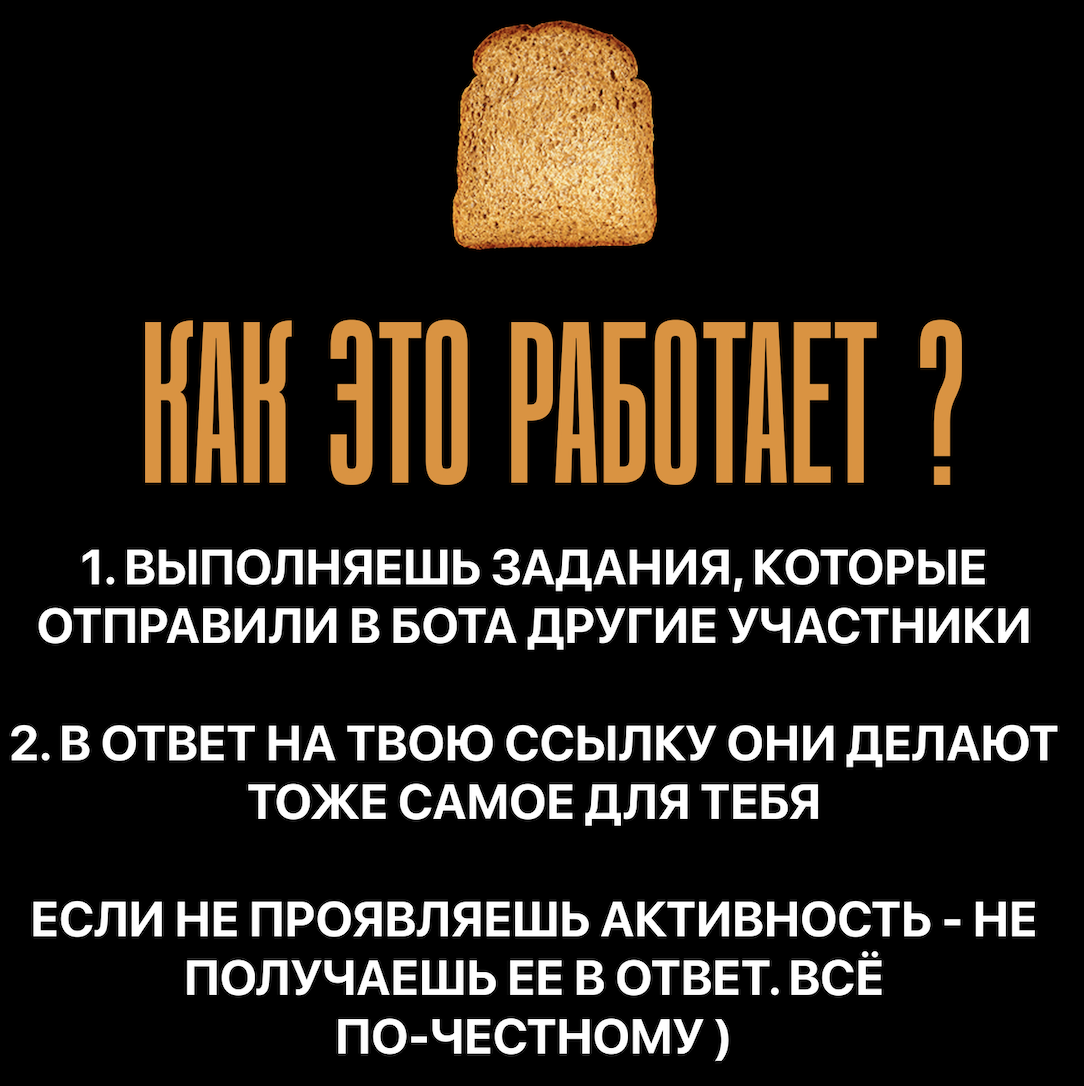 КАК ЭТО РАБОТАЕТ ?
1. ВЫПОЛНЯЕШЬ ЗАДАНИЯ, КОТОРЫЕ
ОТПРАВИЛИ В БОТА ДРУГИЕ УЧАСТНИКИ
2. В ОТВЕТ НА ТВОЮ ССЫЛКУ ОНИ ДЕЛАЮТ
ТОЖЕ САМОЕ ДЛЯ ТЕБЯ
ЕСЛИ НЕ ПРОЯВЛЯЕШЬ АКТИВНОСТЬ - НЕ
ПОЛУЧАЕШЬ ЕЕ В ОТВЕТ. ВСЁ
ПО-ЧЕСТНОМУ )